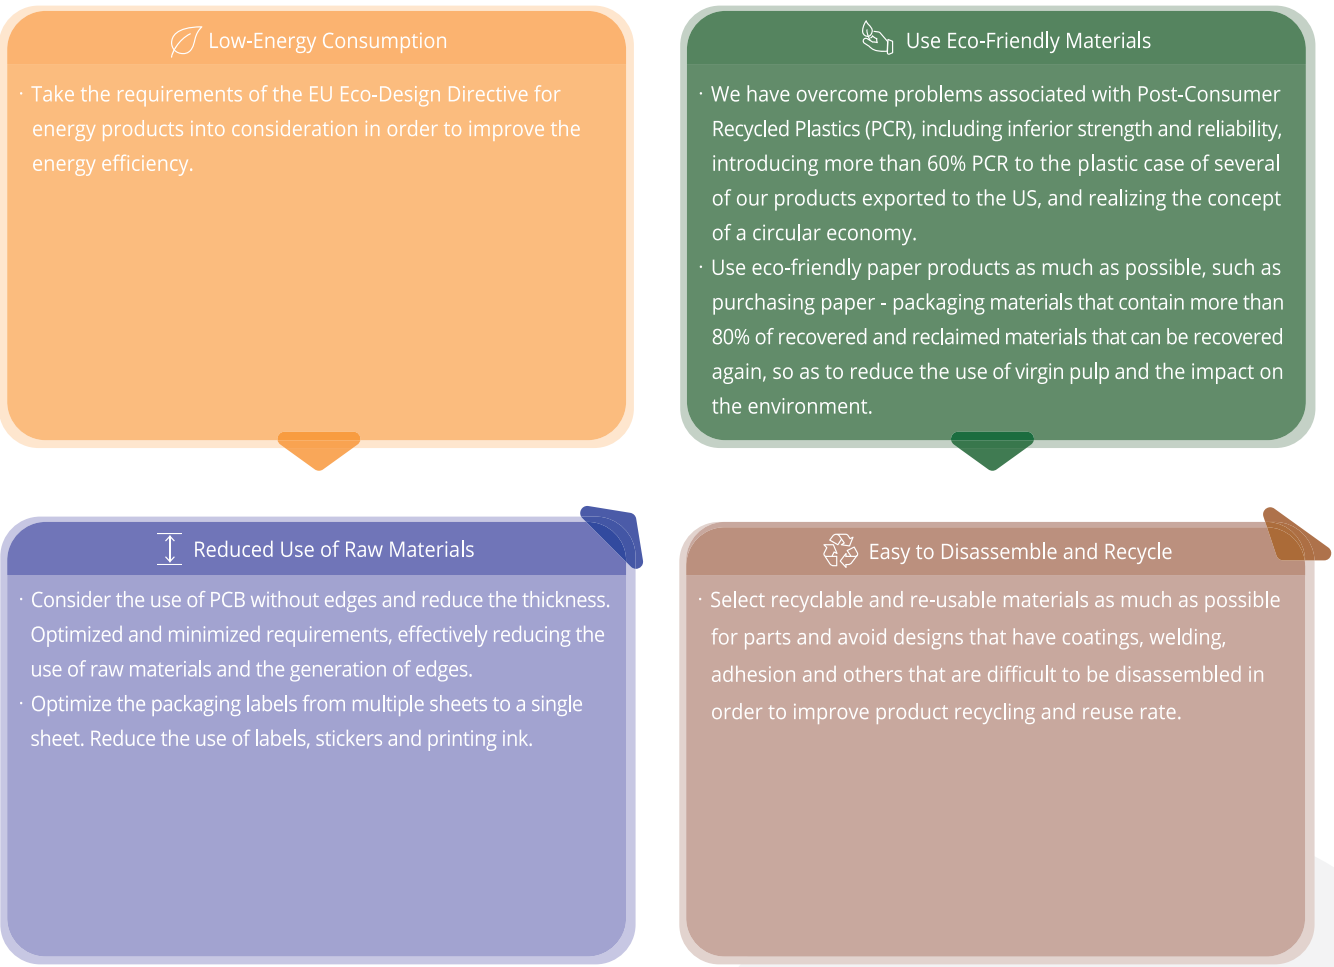 Low-Energy Consumption
· Take the requirements of the EU Eco-Design Directive for
energy products into consideration in order to improve the
energy efficiency.
Use Eco-Friendly Materials
· We have overcome problems associated with Post-Consumer
Recycled Plastics (PCR), including inferior strength and reliability,
introducing more than 60% PCR to the plastic case of several
of our products exported to the US, and realizing the concept
of a circular economy.
· Use eco-friendly paper products as much as possible, such as
purchasing paper - packaging materials that contain more than
80% of recovered and reclaimed materials that can be recovered
again, so as to reduce the use of virgin pulp and the impact on
the environment.
Reduced Use of Raw Materials
· Consider the use of PCB without edges and reduce the thickness.
Optimized and minimized requirements, effectively reducing the
use of raw materials and the generation of edges.
· Optimize the packaging labels from multiple sheets to a single
sheet. Reduce the use of labels, stickers and printing ink.
Easy to Disassemble and Recycle
· Select recyclable and re-usable materials as much as possible
for parts and avoid designs that have coatings, welding,
adhesion and others that are difficult to be disassembled in
order to improve product recycling and reuse rate.